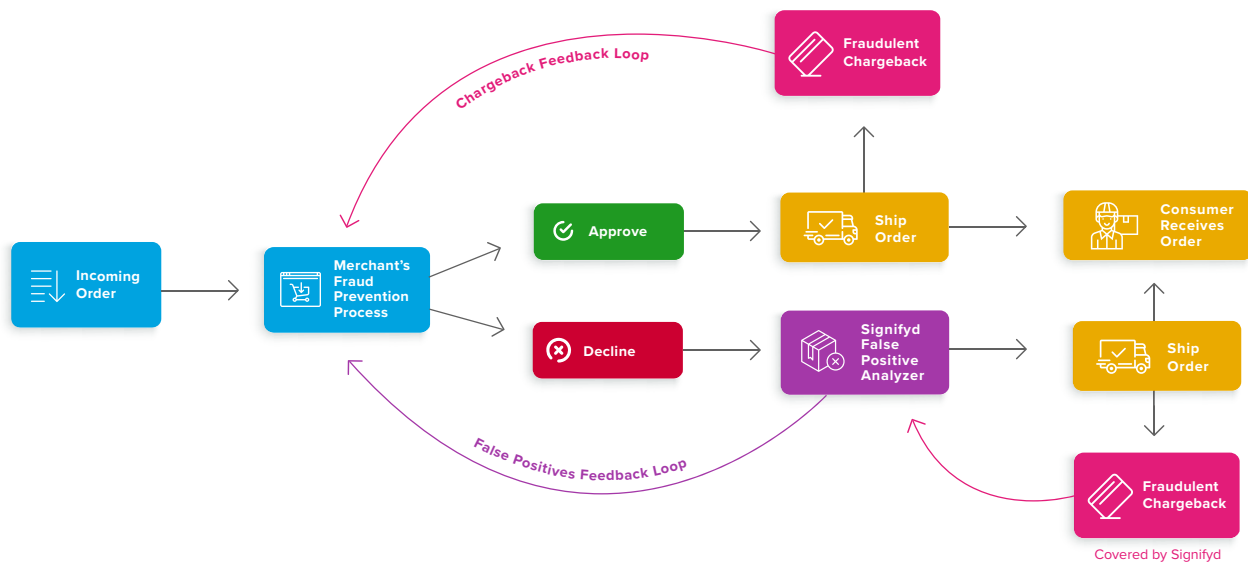 Fraudulent
Chargeback
Chargeback Feedback Loop
Incoming
Order
Merchant's
Fraud
Prevention
Process
Approve
Ship
Order
Consumer
Receives
Order
Decline
Signifyd
False
Positive
Analyzer
Ship
Order
False Positives Feedback Loop
Fraudulent
Chargeback
Covered by Signifyd